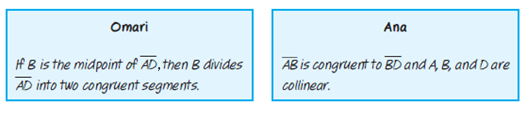 Omari
If B is the midpoint of AD, then B divides
AD into two congruent segments.
Ana
AB is congruent to BD and A, B, and D are
collinear.